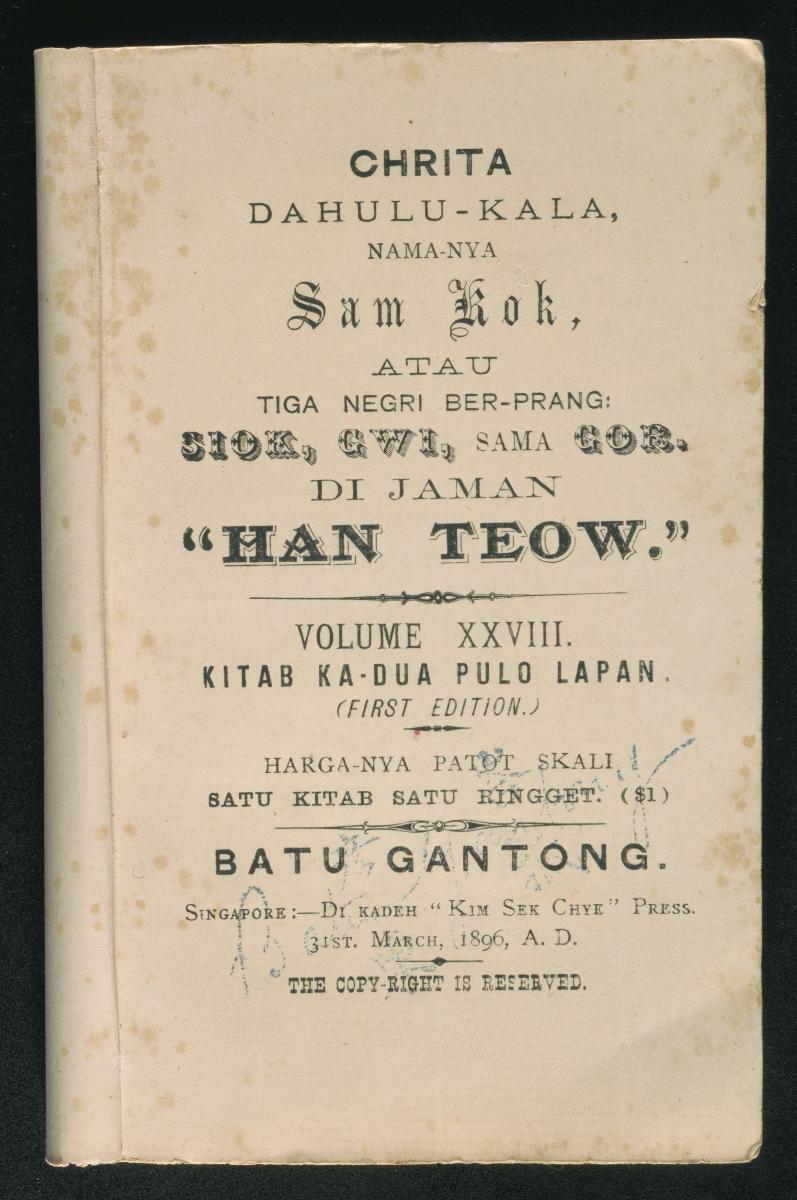 CHRITA
DAHULU-KALA,
NAMA-NYA
Sam Kok,
ATAU
TIGA NEGRI BER-PRANG:
SIOK, GWI, SAMA GOR.
DI JAMAN
“HAN TEOW.”
VOLUME XXVIII.
KITAB KA-DUA PULO LAPAN.
(FIRST EDITION.)
HARGA-NYA PATOT SKALI
SATU KITAB SATU RINGGET. ($1)
BATU GANTONG.
SINGAPORE:—DI KADEH “KIM SEK CHYE” PRESS.
31ST. MARCH, 1896, A. D.
THE COPY-RIGHT IS RESERVED.